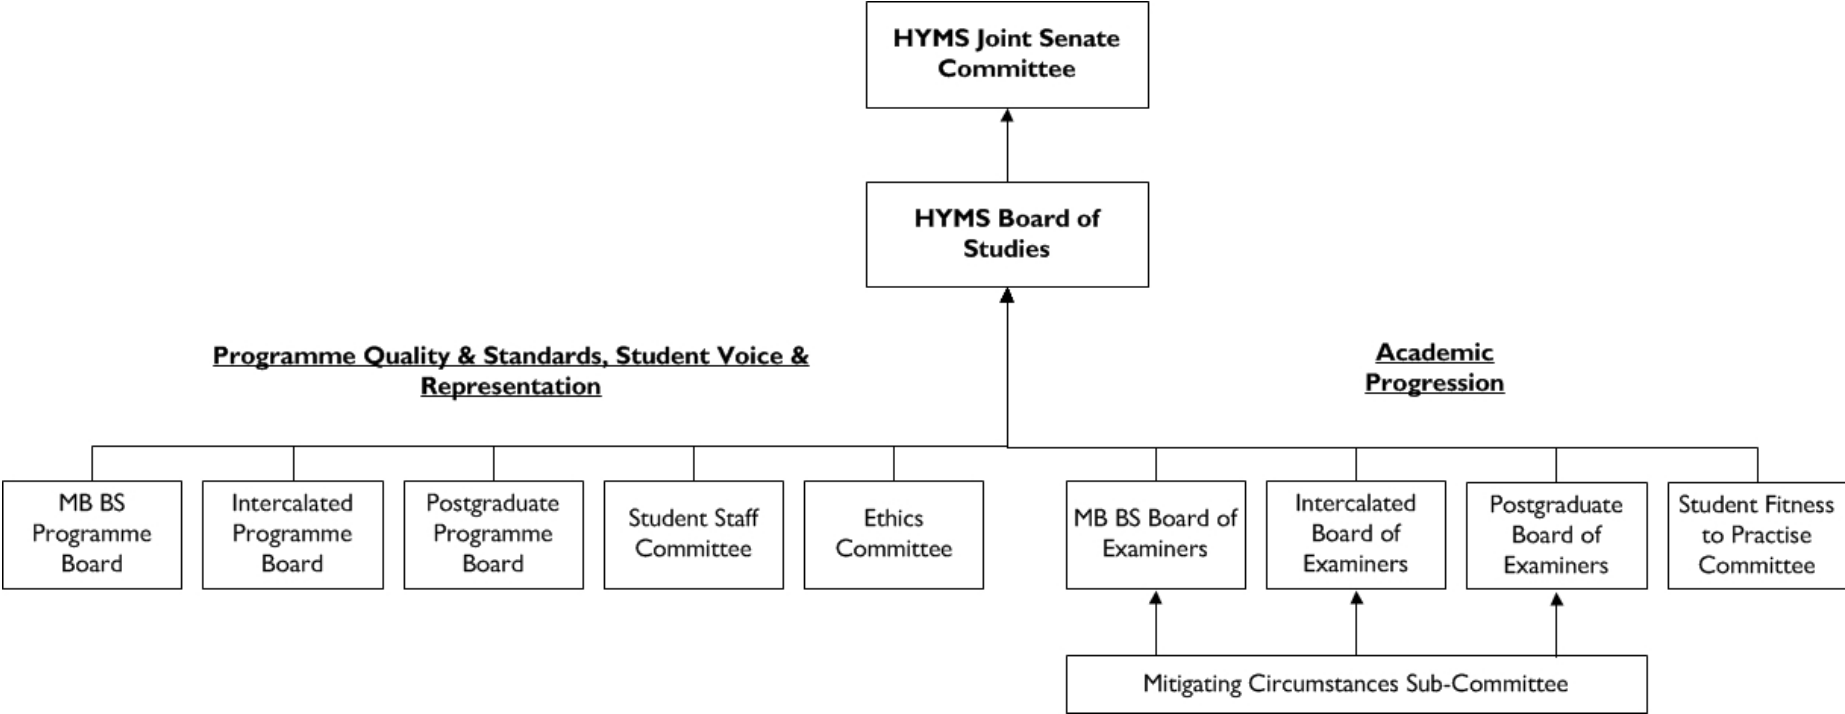 HYMS Joint Senate
Committee
HYMS Board of
Studies
Programme Quality & Standards, Student Voice &
Representation
Academic
Progression
MB BS
Programme
Board
Intercalated
Programme
Board
Postgraduate
Programme
Board
Student Staff
Committee
Ethics
Committee
MB BS Board of
Examiners
Intercalated
Board of
Examiners
Postgraduate
Board of
Examiners
Student Fitness
to Practise
Committee
Mitigating Circumstances Sub-Committee